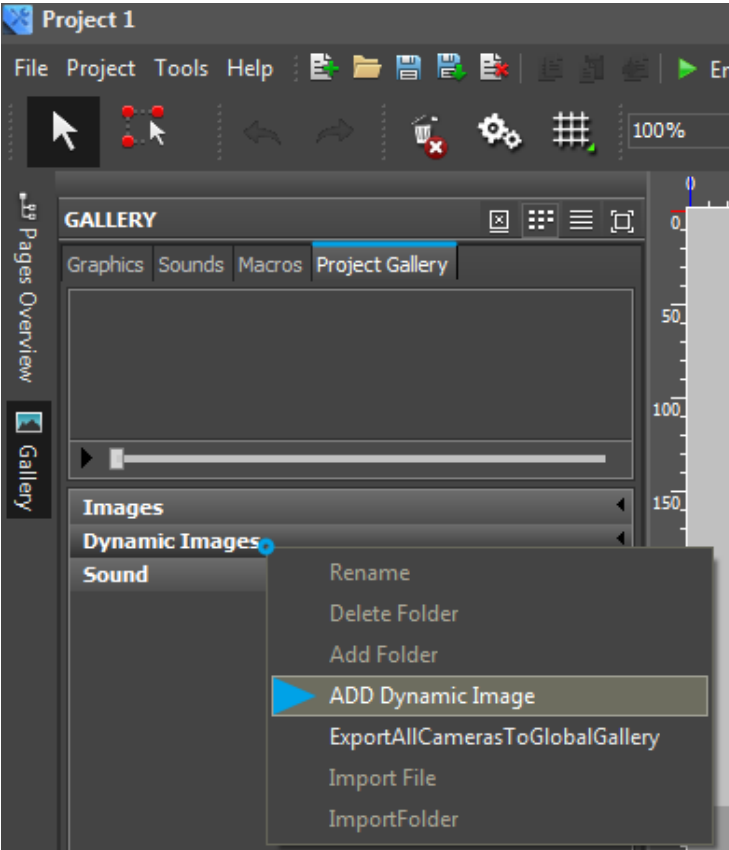 Project 1
File Project Tools Help En
100%
Pages Overview
Gallery
GALLERY
Graphics Sounds Macros Project Gallery
0
0
50
100
150
Images
Dynamic Images
Sound
Rename
Delete Folder
Add Folder
ADD Dynamic Image
ExportAllCamerasToGlobalGallery
Import File
ImportFolder